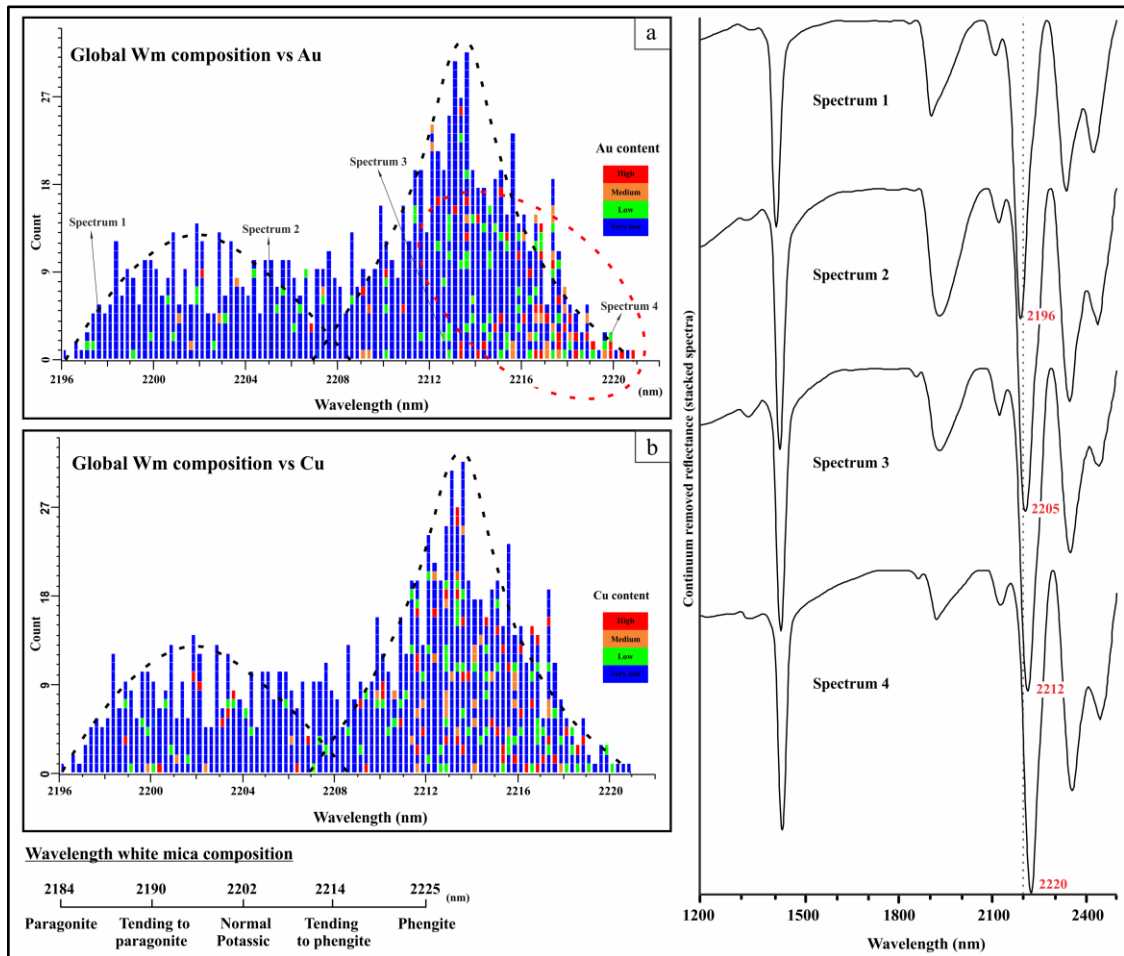 a
Global Wm composition vs Au
27
18
9
0
Count
Spectrum 1
Spectrum 2
Spectrum 3
Spectrum 4
Au content
High
Medium
Low
Very low
2196
2200
2204
2208
2212
2216
2220
(nm)
Wavelength (nm)
b
Global Wm composition vs Cu
27
18
9
0
Count
Cu content
High
Medium
Low
Very low
2196
2200
2204
2208
2212
2216
2220
Wavelength (nm)
Wavelength white mica composition
2184
2190
2202
2214
2225
(nm)
Paragonite
Tending to
paragonite
Normal
Potassic
Tending
to phengite
Phengite
Continuum removed reflectance (stacked spectra)
Spectrum 1
Spectrum 2
2196
Spectrum 3
2205
Spectrum 4
2212
2220
1200
1500
1800
2100
2400
Wavelength (nm)